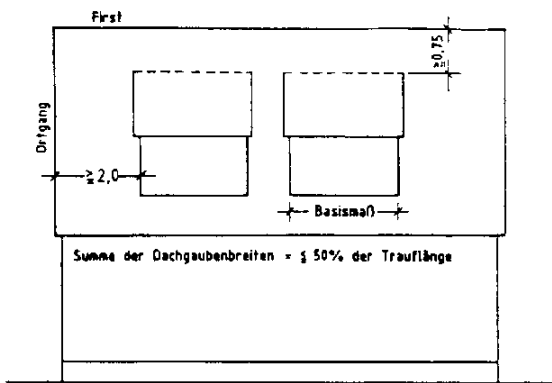 First
≥0,75
Ortgang
≥ 2,0
Basismaß
Summe der Dachgaubenbreiten = ≦ 50% der Trauflänge